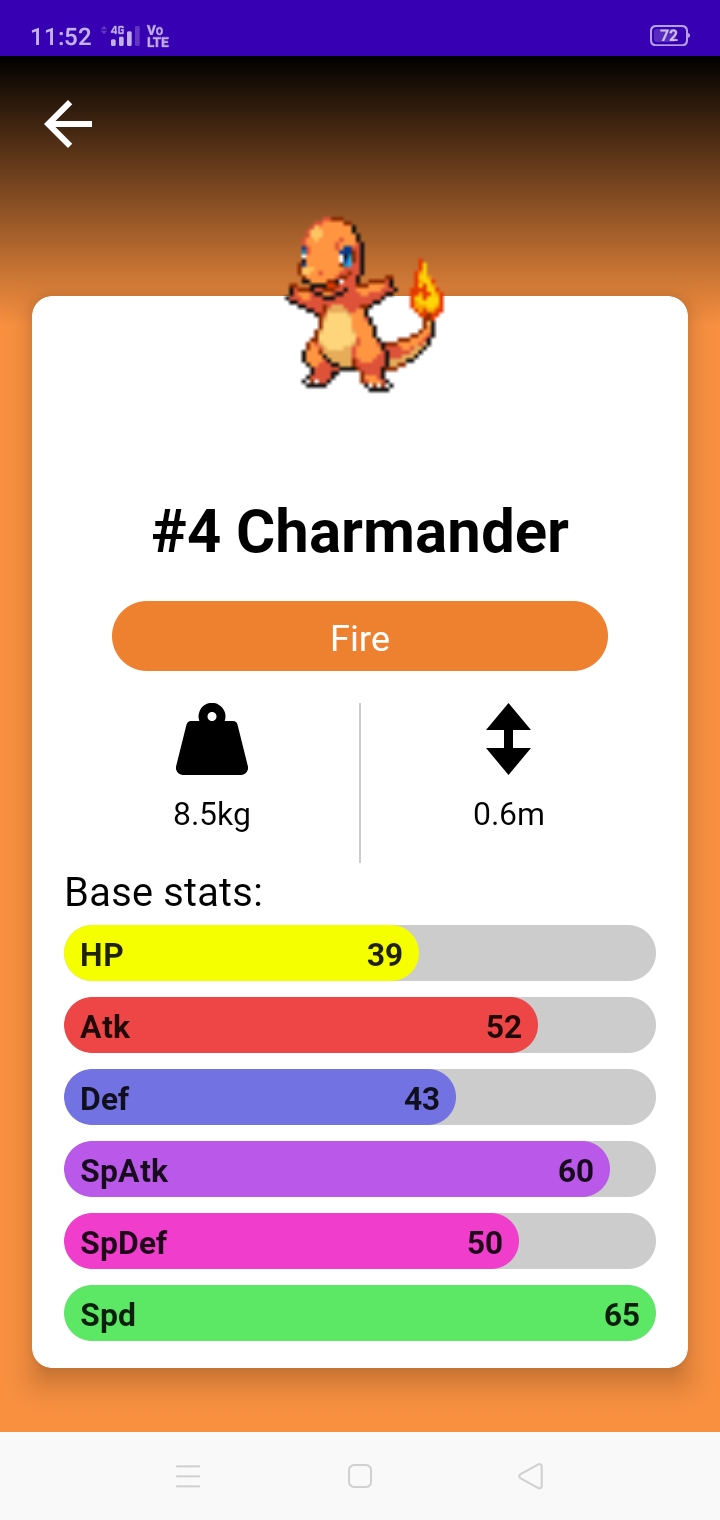 11:52 4G Vo LTE 72
#4 Charmander
Fire
8.5kg 0.6m
Base stats:
HP 39
Atk 52
Def 43
SpAtk 60
SpDef 50
Spd 65